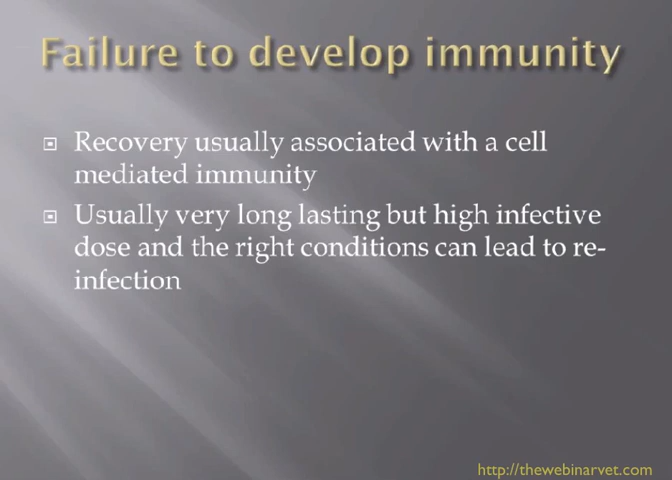 Failure to develop immunity
Recovery usually associated with a cell
mediated immunity
Usually very long lasting but high infective
dose and the right conditions can lead to re-
infection
http://thewebinarvet.com